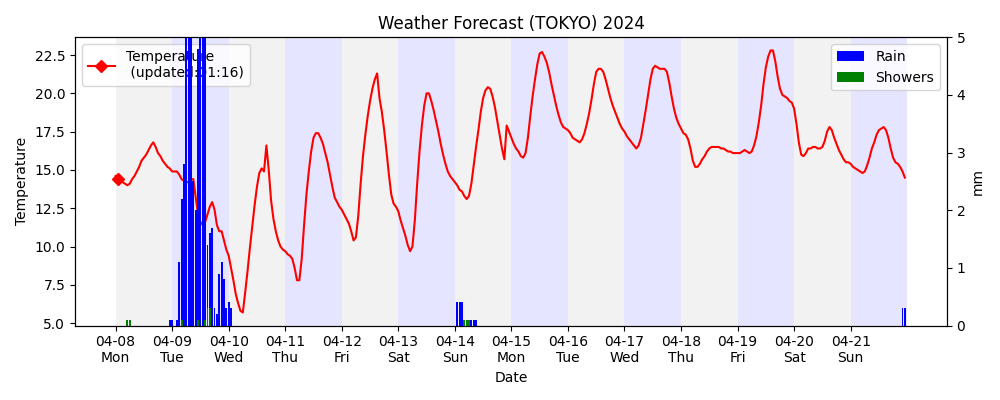 Weather Forecast (TOKYO) 2024
Temperature
(updated:01:16)
Rain
Showers
Temperature
22.5
20.0
17.5
15.0
12.5
10.0
7.5
5.0
5
4
3
2
1
0
mm
04-08 04-09 04-10 04-11 04-12 04-13 04-14 04-15 04-16 04-17 04-18 04-19 04-20 04-21
Mon Tue Wed Thu Fri Sat Sun Mon Tue Wed Thu Fri Sat Sun
Date